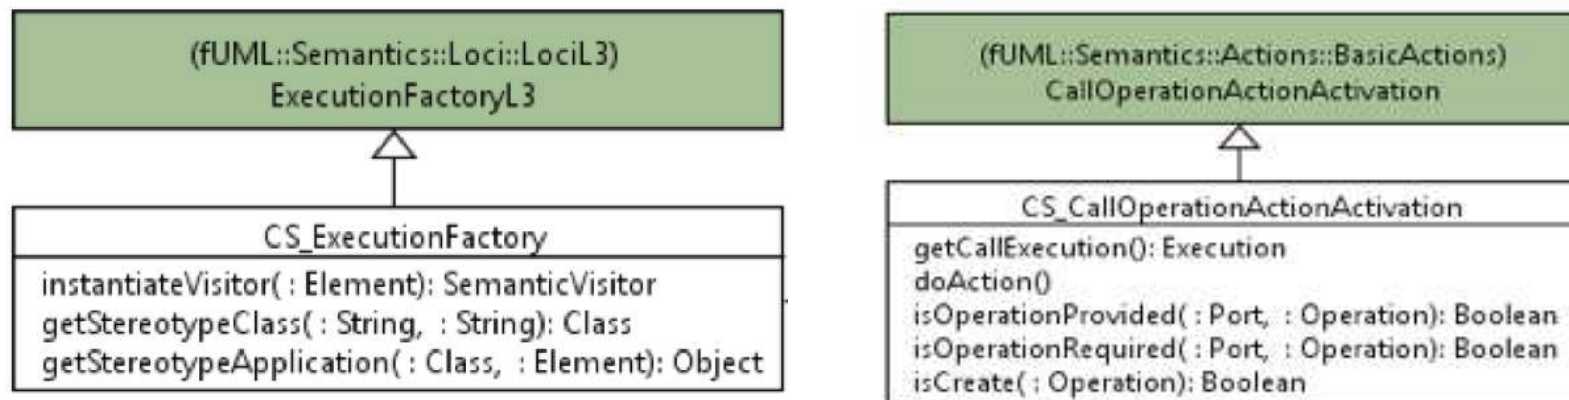 (fUML::Semantics::Loci::LociL3)
ExecutionFactoryL3
CS_ExecutionFactory
instantiateVisitor( : Element): SemanticVisitor
getStereotypeClass( : String, : String): Class
getStereotypeApplication( : Class, : Element): Object
(fUML::Semantics::Actions::BasicActions)
CallOperationActionActivation
CS_CallOperationActionActivation
getCallExecution(): Execution
doAction()
isOperationProvided( : Port, : Operation): Boolean
isOperationRequired( : Port, : Operation): Boolean
isCreate( : Operation): Boolean